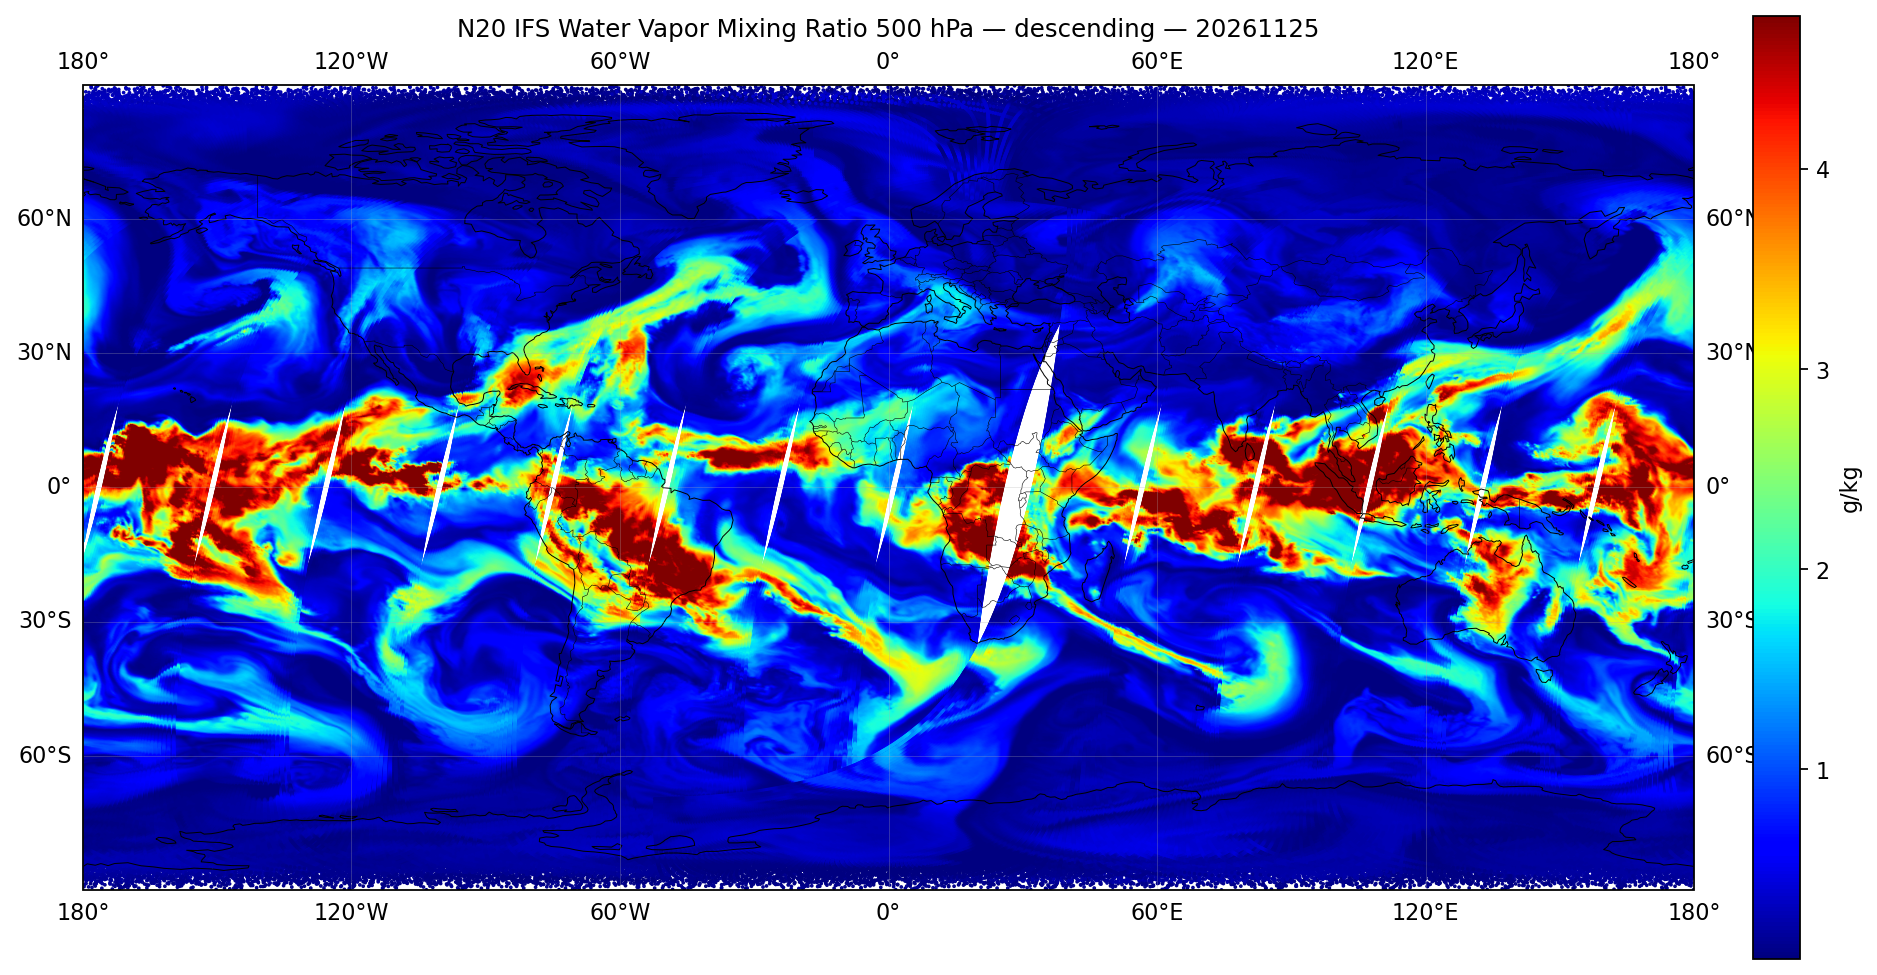 N20 IFS Water Vapor Mixing Ratio 500 hPa — descending — 20261125
180° 120°W 60°W 0° 60°E 120°E 180°
60°N 60°N
30°N 30°N
0° 0°
30°S 30°S
60°S 60°S
180° 120°W 60°W 0° 60°E 120°E 180°
4
3
2
1
g/kg